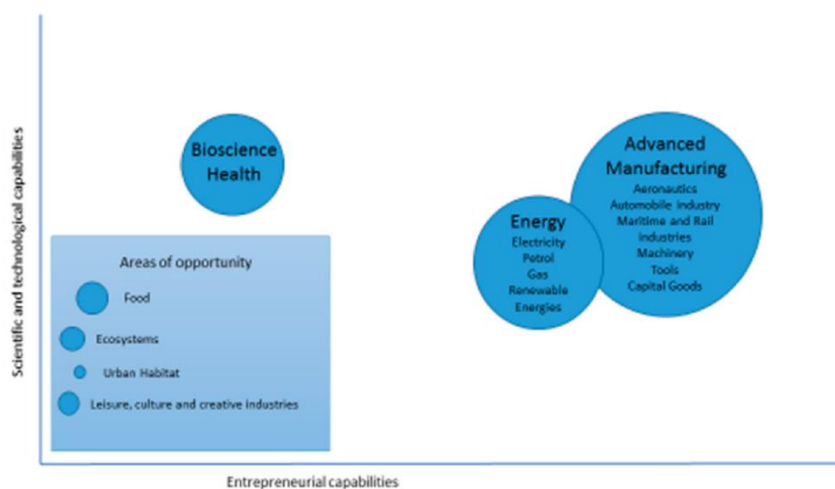 Scientific and technological capabilities
Bioscience
Health
Advanced
Manufacturing
Aeronautics
Automobile industry
Maritime and Rail
Industries
Machinery
Tools
Capital Goods
Energy
Electricity
Petrol
Gas
Renewable
Energies
Areas of opportunity
Food
Ecosystems
Urban Habitat
Leisure, culture and creative industries
Entrepreneurial capabilities